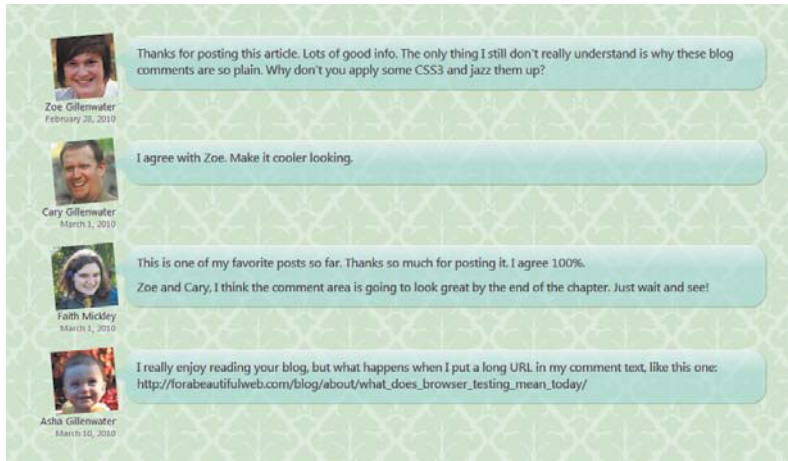 Thanks for posting this article. Lots of good info. The only thing I still don't really understand is why these blog
comments are so plain. Why don't you apply some CSS3 and jazz them up?
Zoe Gillenwater
February 28, 2010
I agree with Zoe. Make it cooler looking.
Cary Gillenwater
March 1, 2010
This is one of my favorite posts so far. Thanks so much for posting it. I agree 100%.
Zoe and Cary, I think the comment area is going to look great by the end of the chapter. Just wait and see!
Faith Mickley
March 1, 2010
I really enjoy reading your blog, but what happens when I put a long URL in my comment text, like this one:
http://forabeautifulweb.com/blog/about/what_does_browser_testing_mean_today/
Asha Gillenwater
March 10, 2010